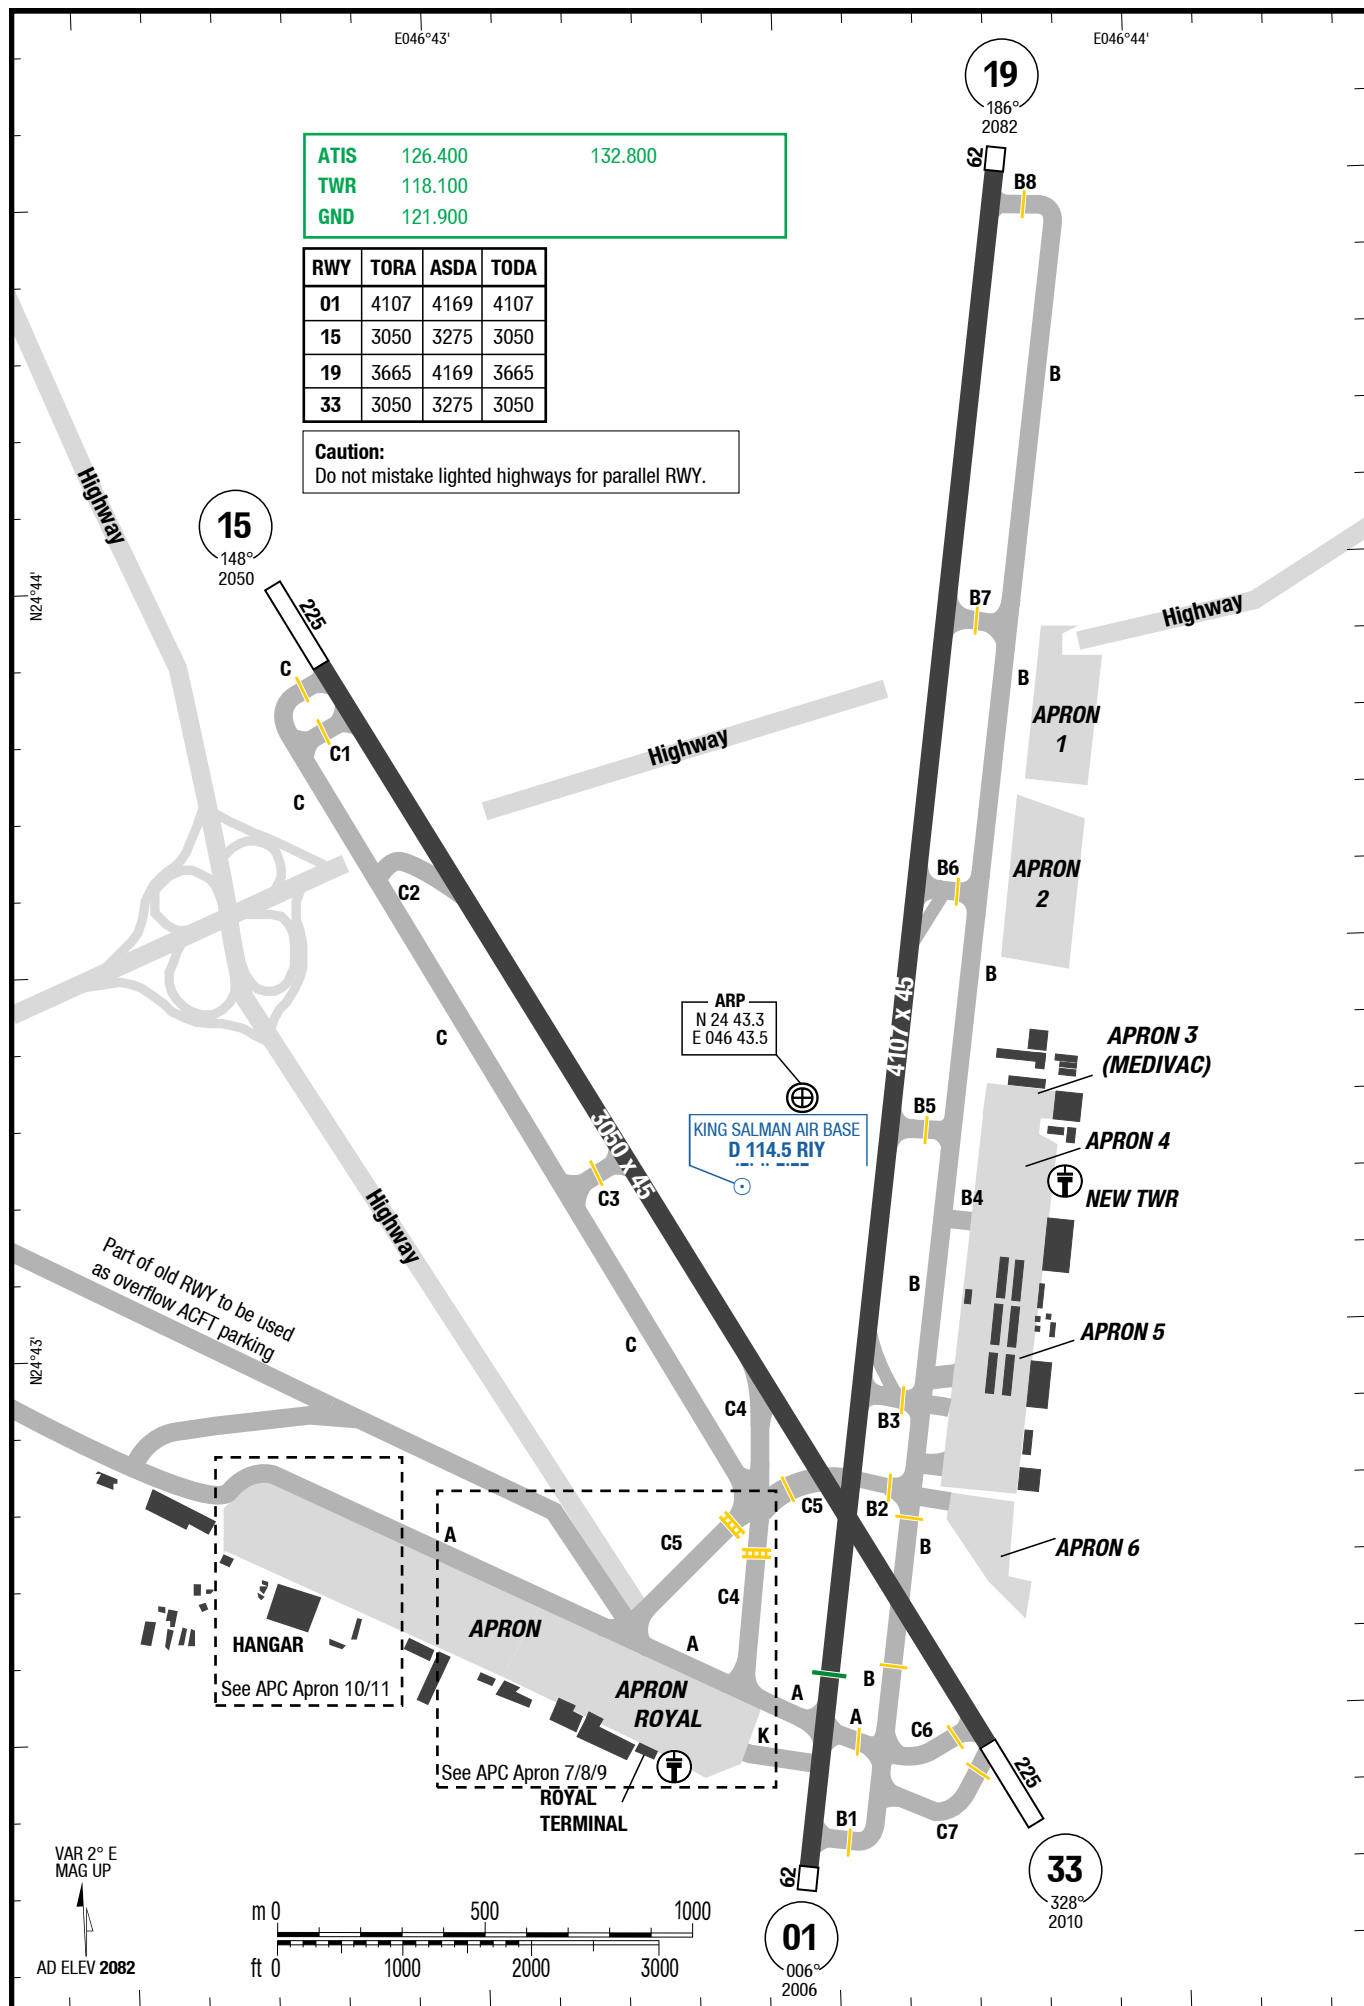 E046°43'
E046°44'
19
186°
2082
62
B8
ATIS 126.400 132.800
TWR 118.100
GND 121.900
RWY TORA ASDA TODA
01 4107 4169 4107
15 3050 3275 3050
19 3665 4169 3665
33 3050 3275 3050
Caution:
Do not mistake lighted highways for parallel RWY.
B
Highway
15
148°
2050
225
N24°44'
B7
Highway
C
B
APRON
1
Highway
C1
C
B6
APRON
2
C2
B
4107 x 45
ARP
N 24 43.3
E 046 43.5
C
APRON 3
(MEDIVAC)
B5
KING SALMAN AIR BASE
D 114.5 RIY
APRON 4
3050 x 45
C3
B4
NEW TWR
Highway
Part of old RWY to be used
as overflow ACFT parking
B
APRON 5
C
N24°43'
C4
B3
C5
B2
A
C5
B
APRON 6
C4
APRON
HANGAR
A
See APC Apron 10/11
APRON
ROYAL
A
B
A
K
C6
See APC Apron 7/8/9
ROYAL
TERMINAL
225
B1
C7
VAR 2° E
MAG UP
33
328°
2010
62
m 0 500 1000
01
006°
2006
AD ELEV 2082
ft 0 1000 2000 3000